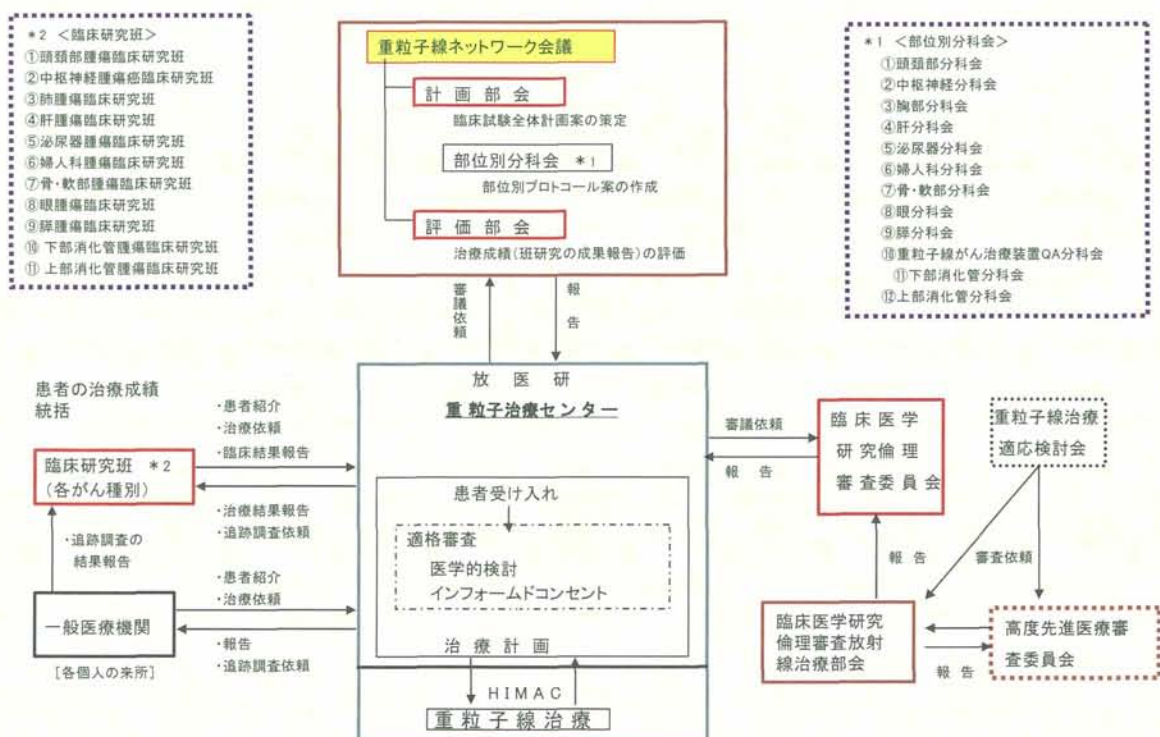 *2 <臨床研究班>
①頭頚部腫瘍臨床研究班
②中枢神経腫瘍癌臨床研究班
③肺腫瘍臨床研究班
④肝腫瘍臨床研究班
⑤泌尿器腫瘍臨床研究班
⑥婦人科腫瘍臨床研究班
⑦骨・軟部腫瘍臨床研究班
⑧眼腫瘍臨床研究班
⑨膵腫瘍臨床研究班
⑩ 下部消化管腫瘍臨床研究班
⑪ 上部消化管腫瘍臨床研究班
重粒子線ネットワーク会議
計 画 部 会
臨床試験全体計画案の策定
部位別分科会 *1
部位別プロトコール案の作成
評 価 部 会
治療成績(班研究の成果報告)の評価
*1 <部位別分科会>
①頭頚部分科会
②中枢神経分科会
③胸部分科会
④肝分科会
⑤泌尿器分科会
⑥婦人科分科会
⑦骨・軟部分科会
⑧眼分科会
⑨膵分科会
⑩重粒子線がん治療装置QA分科会
⑪下部消化管分科会
⑫上部消化管分科会
審議依頼
報 告
放 医 研
重粒子治療センター
患者の治療成績
統括
・患者紹介
・治療依頼
・臨床結果報告
臨床研究班 *2
(各がん種別)
・治療結果報告
・追跡調査依頼
・追跡調査の
結果報告
・患者紹介
・治療依頼
一般医療機関
[各個人の来所]
・報告
・追跡調査依頼
患者受け入れ
適格審査
医学的検討
インフォームドコンセント
治 療 計 画
HIMAC
重 粒 子 線 治 療
審議依頼
報 告
臨 床 医 学
研 究 倫 理
審 査 委 員 会
重粒子線治療
適応検討会
報 告
審査依頼
臨床医学研究
倫理審査放射
線治療部会
報 告
高度先進医療審
査委員会